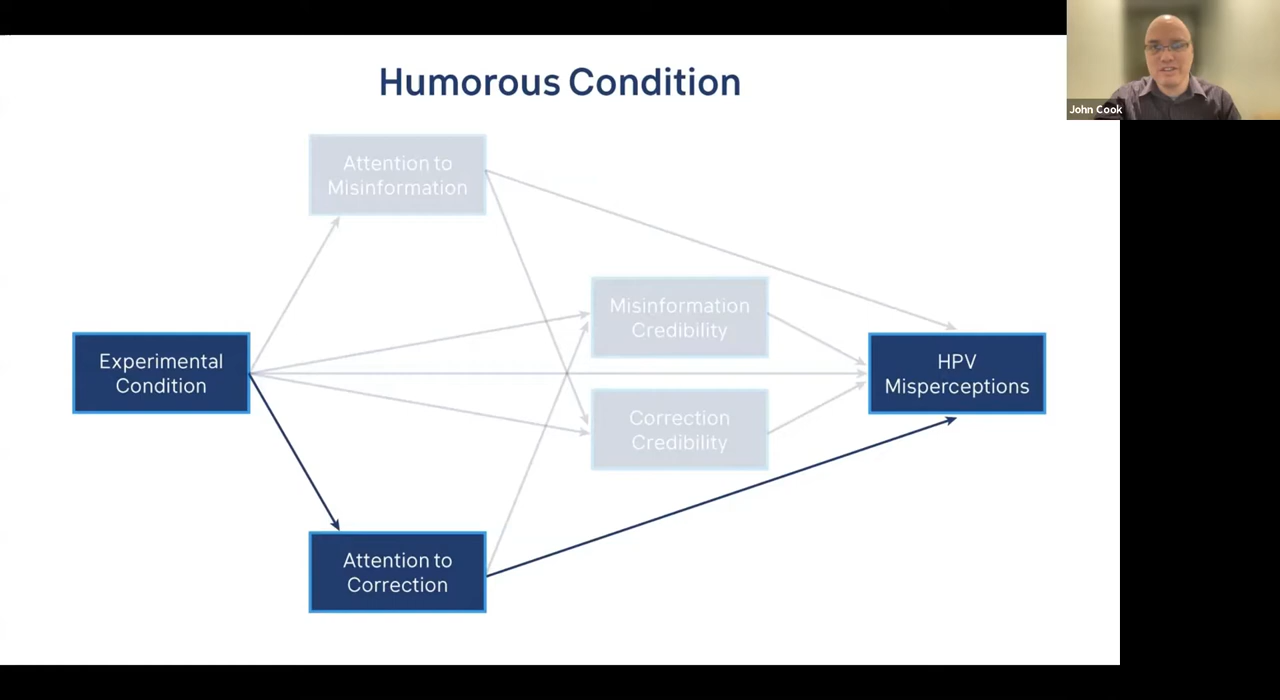 Humorous Condition
John Cook
Attention to
Misinformation
Misinformation
Credibility
Experimental
Condition
HPV
Misperceptions
Correction
Credibility
Attention to
Correction